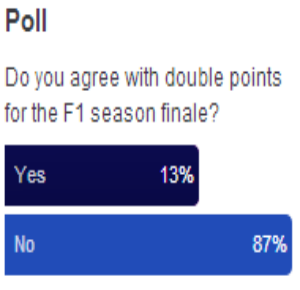 Poll
Do you agree with double points
for the F1 season finale?
Yes 13%
No 87%